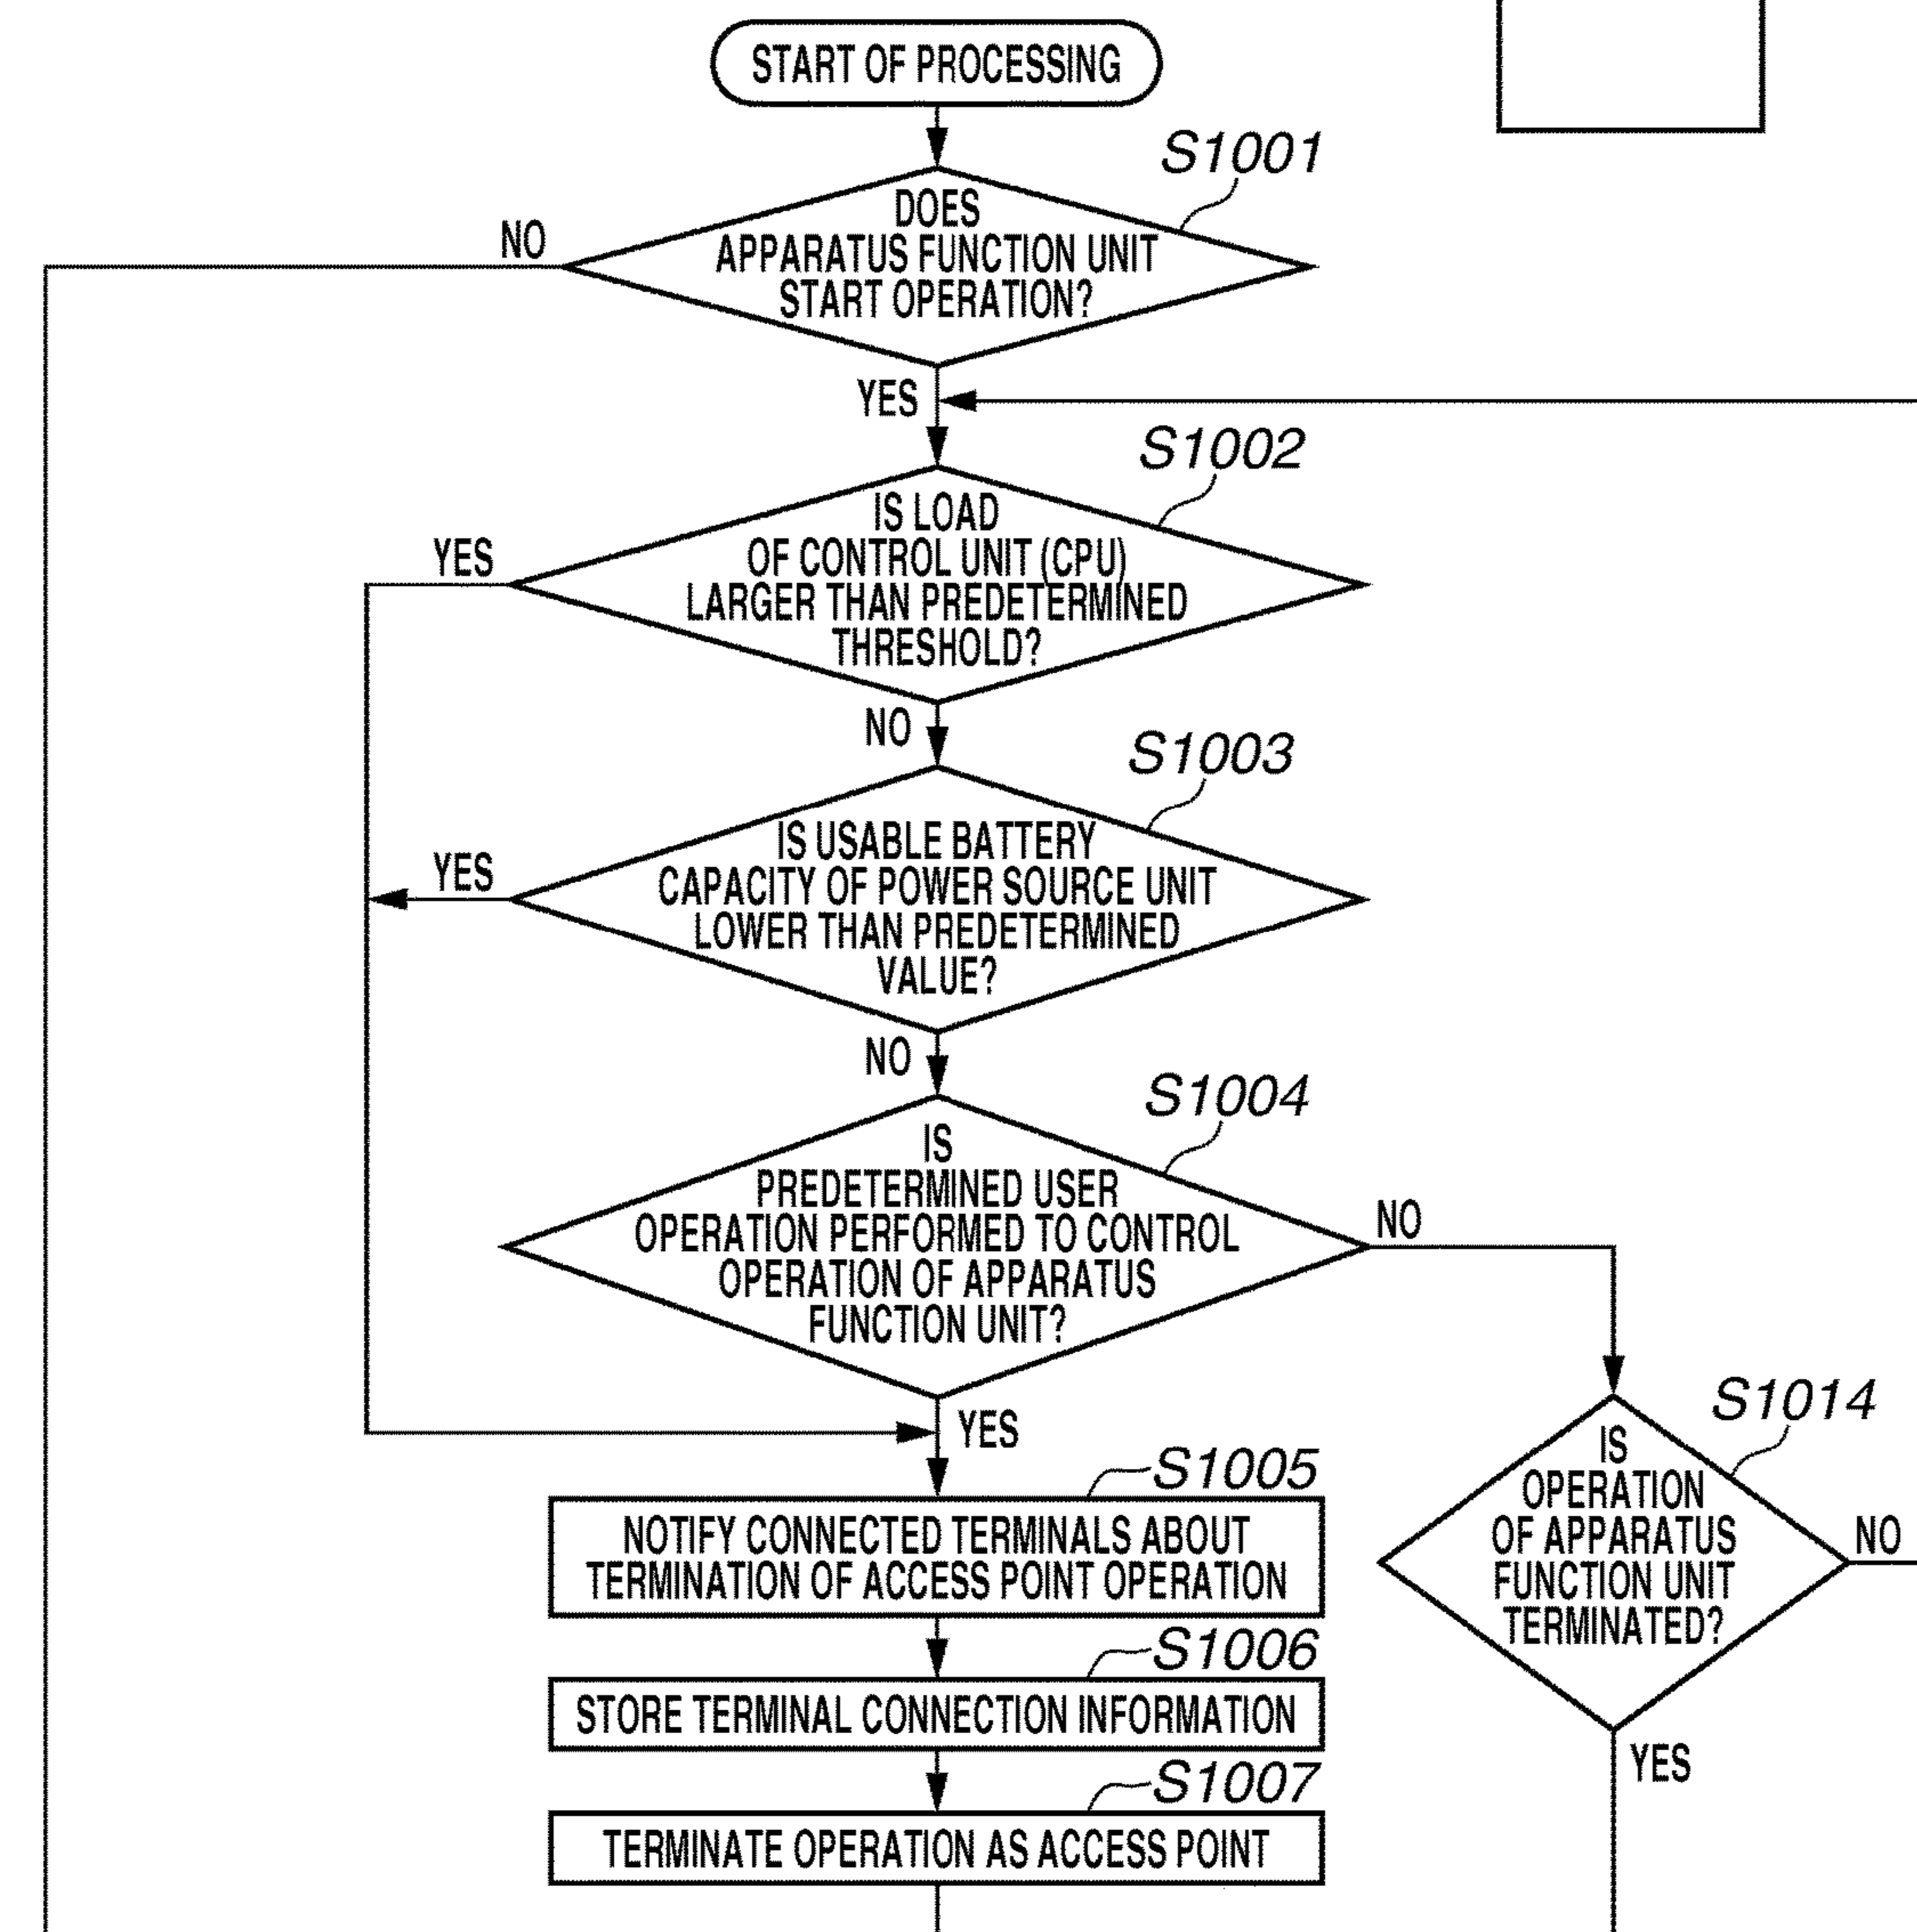 START OF PROCESSING
S1001
DOES
APPARATUS FUNCTION UNIT
START OPERATION?
NO
YES
S1002
IS LOAD
OF CONTROL UNIT (CPU)
LARGER THAN PREDETERMINED
THRESHOLD?
YES
NO
S1003
IS USABLE BATTERY
CAPACITY OF POWER SOURCE UNIT
LOWER THAN PREDETERMINED
VALUE?
YES
NO
S1004
IS
PREDETERMINED USER
OPERATION PERFORMED TO CONTROL
OPERATION OF APPARATUS
FUNCTION UNIT?
NO
YES
S1014
IS
OPERATION
OF APPARATUS
FUNCTION UNIT
TERMINATED?
NO
YES
S1005
NOTIFY CONNECTED TERMINALS ABOUT
TERMINATION OF ACCESS POINT OPERATION
S1006
STORE TERMINAL CONNECTION INFORMATION
S1007
TERMINATE OPERATION AS ACCESS POINT